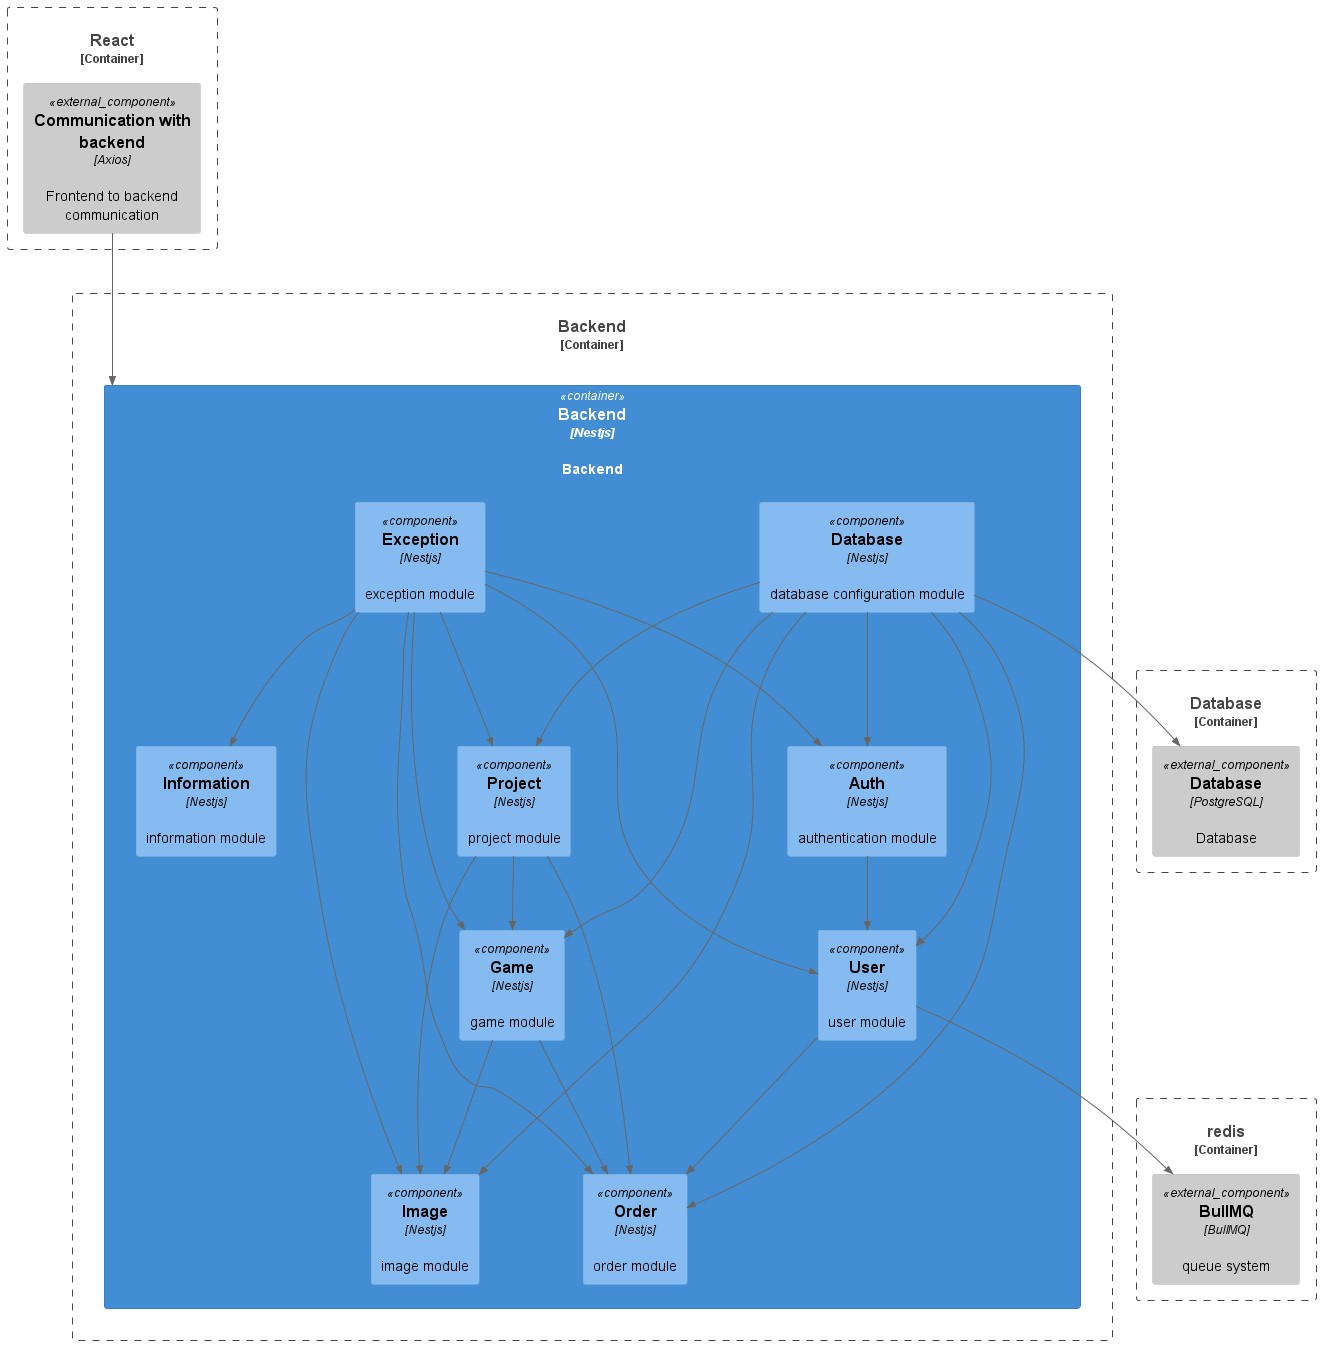 React
[Container]
«external_component»
Communication with
backend
[Axios]
Frontend to backend
communication
Backend
[Container]
«container»
Backend
[Nestjs]
Backend
«component»
Exception
[Nestjs]
exception module
«component»
Database
[Nestjs]
database configuration module
Database
[Container]
«external_component»
Database
[PostgreSQL]
Database
«component»
Information
[Nestjs]
information module
«component»
Project
[Nestjs]
project module
«component»
Auth
[Nestjs]
authentication module
«component»
Game
[Nestjs]
game module
«component»
User
[Nestjs]
user module
redis
[Container]
«external_component»
BullMQ
[BullMQ]
queue system
«component»
Image
[Nestjs]
image module
«component»
Order
[Nestjs]
order module